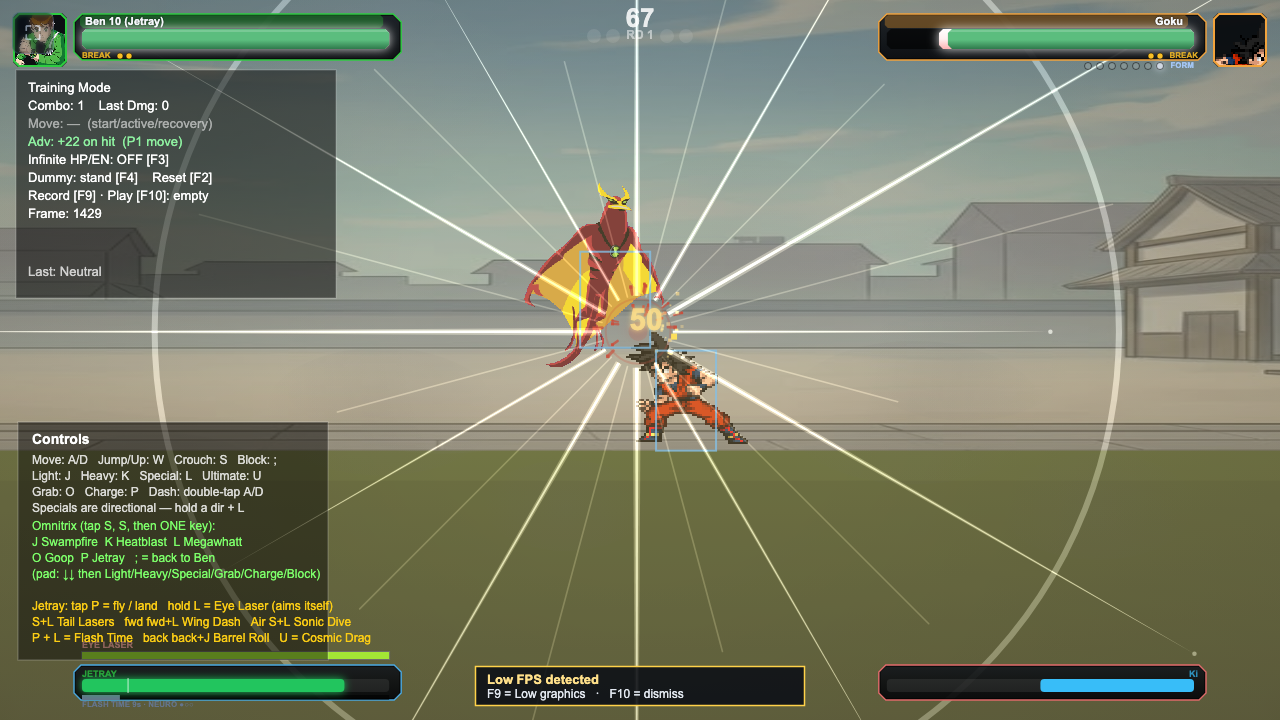 Ben 10 (Jetray)
BREAK
67
RD 1
Goku
BREAK
FORM
Training Mode
Combo: 1 Last Dmg: 0
Move: — (start/active/recovery)
Adv: +22 on hit (P1 move)
Infinite HP/EN: OFF [F3]
Dummy: stand [F4] Reset [F2]
Record [F9] · Play [F10]: empty
Frame: 1429
Last: Neutral
50
Controls
Move: A/D Jump/Up: W Crouch: S Block: ;
Light: J Heavy: K Special: L Ultimate: U
Grab: O Charge: P Dash: double-tap A/D
Specials are directional — hold a dir + L
Omnitrix (tap S, S, then ONE key):
J Swampfire K Heatblast L Megawhatt
O Goop P Jetray ; = back to Ben
(pad: ↓↓ then Light/Heavy/Special/Grab/Charge/Block)
Jetray: tap P = fly / land hold L = Eye Laser (aims itself)
S+L Tail Lasers fwd fwd+L Wing Dash Air S+L Sonic Dive
P + L = Flash Time back back+J Barrel Roll U = Cosmic Drag
EYE LASER
JETRAY
FLASH TIME 9s · NEURO
Low FPS detected
F9 = Low graphics · F10 = dismiss
Ki